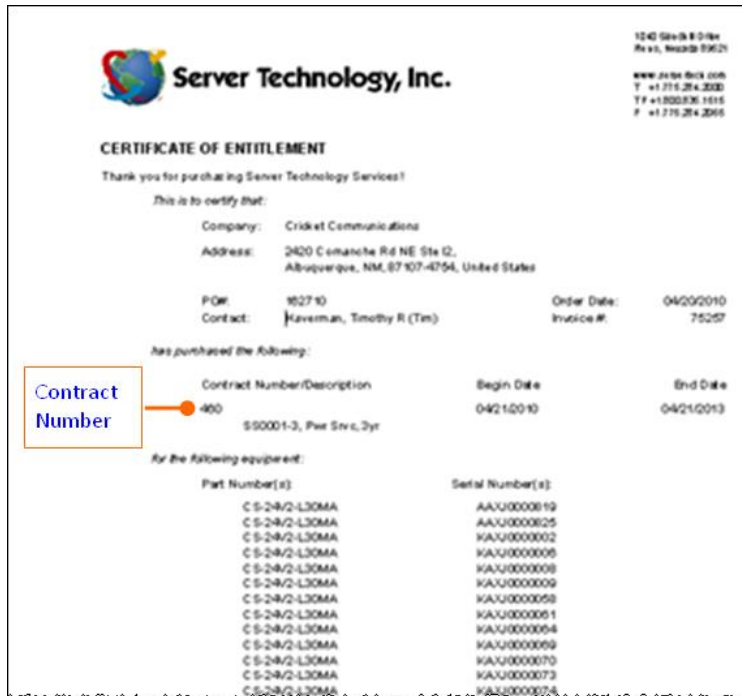 Server Technology, Inc.
CERTIFICATE OF ENTITLEMENT
Thank you for purchasing Server Technology Services!
This is to certify that:
Company: Cricket Communications
Address: 2420 Comanche Rd NE Ste I2,
Albuquerque, NM, 87107-4754, United States
PO#: 162710 Order Date: 04/20/2010
Contact: Haverman, Timothy R (Tim) Invoice #: 75257
has purchased the following:
Contract Number/Description Begin Date End Date
Contract Number
460 04/21/2010 04/21/2013
SS0001-3, Pwr Srvc, 3yr
for the following equipment:
Part Number(s): Serial Number(s):
CS-24V2-L30MA AAXU0000819
CS-24V2-L30MA AAXU0000825
CS-24V2-L30MA KAXU0000002
CS-24V2-L30MA KAXU0000006
CS-24V2-L30MA KAXU0000008
CS-24V2-L30MA KAXU0000009
CS-24V2-L30MA KAXU0000058
CS-24V2-L30MA KAXU0000061
CS-24V2-L30MA KAXU0000064
CS-24V2-L30MA KAXU0000069
CS-24V2-L30MA KAXU0000070
CS-24V2-L30MA KAXU0000073